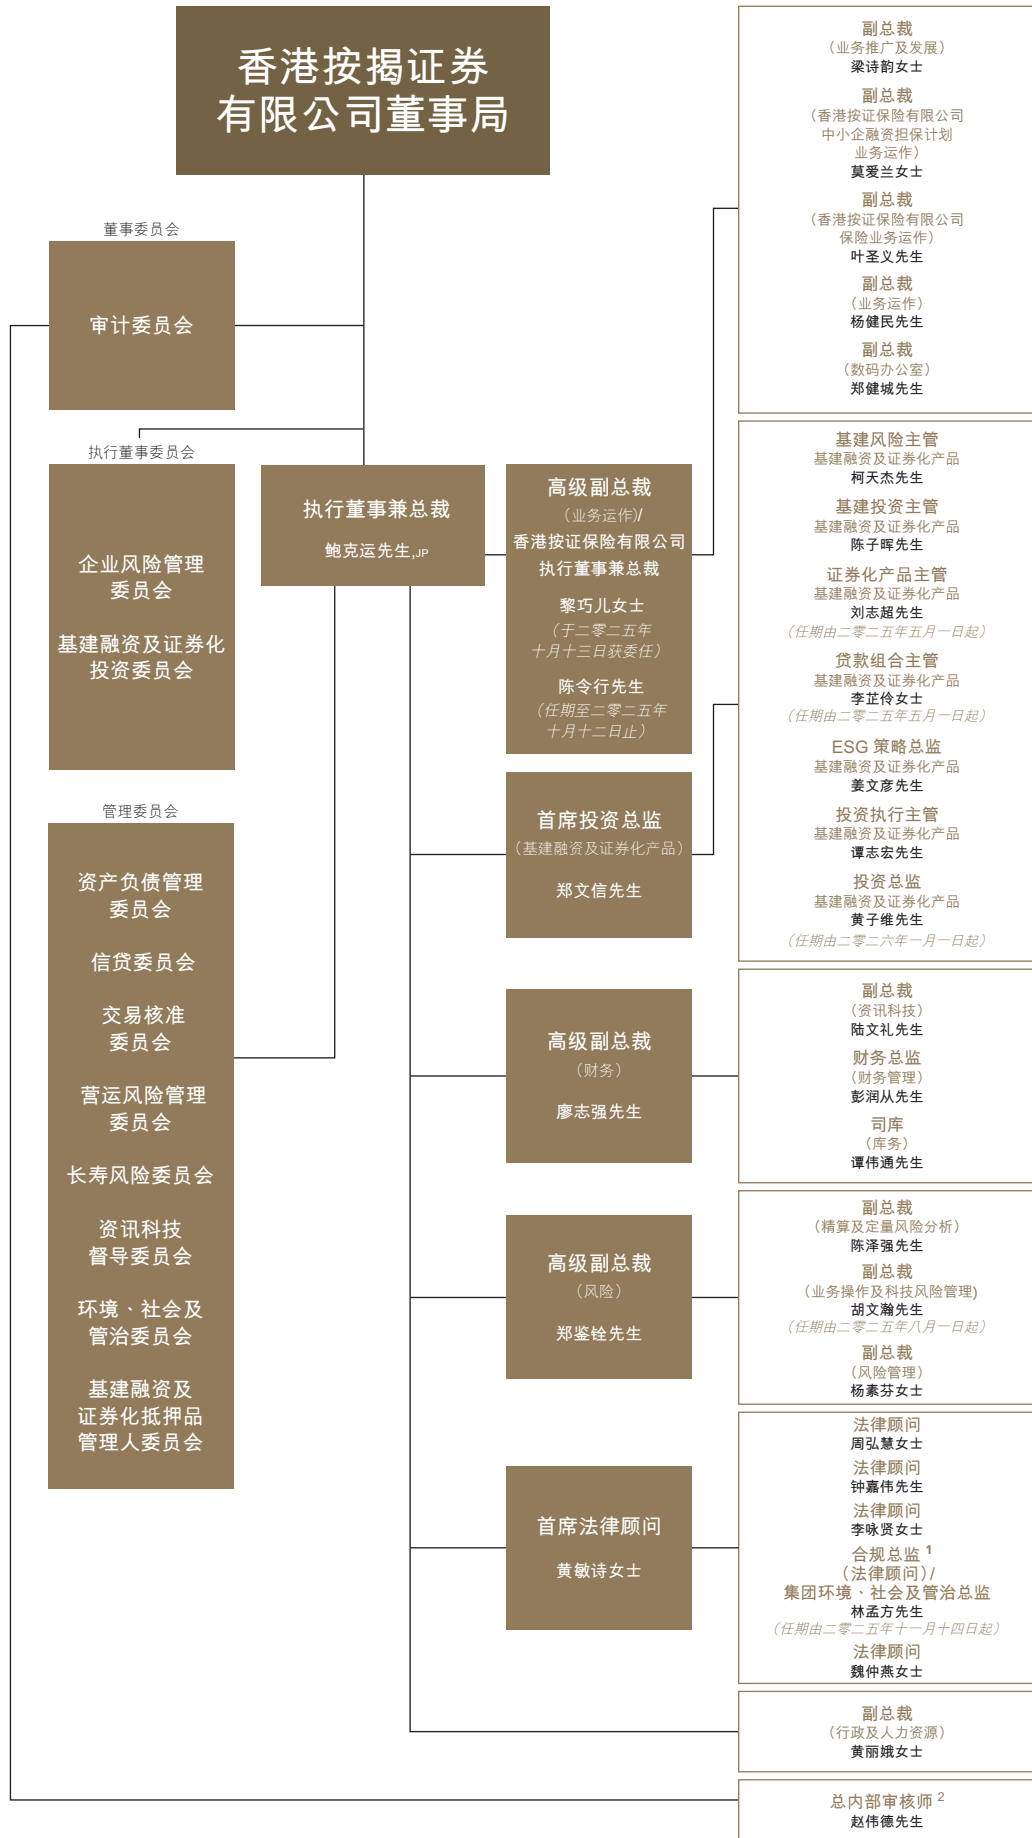 香港按揭证券
有限公司董事局
董事委员会
审计委员会
执行董事委员会
企业风险管理
委员会
基建融资及证券化
投资委员会
管理委员会
资产负债管理
委员会
信贷委员会
交易核准
委员会
营运风险管理
委员会
长寿风险委员会
资讯科技
督导委员会
环境、社会及
管治委员会
基建融资及
证券化抵押品
管理人委员会
执行董事兼总裁
鲍克运先生,JP
高级副总裁
(业务运作)/
香港按证保险有限公司
执行董事兼总裁
黎巧儿女士
(于二零二五年
十月十三日获委任)
陈令行先生
(任期至二零二五年
十月十二日止)
首席投资总监
(基建融资及证券化产品)
郑文信先生
高级副总裁
(财务)
廖志强先生
高级副总裁
(风险)
郑鉴铨先生
首席法律顾问
黄敏诗女士
副总裁
(业务推广及发展)
梁诗韵女士
副总裁
(香港按证保险有限公司
中小企融资担保计划
业务运作)
莫爱兰女士
副总裁
(香港按证保险有限公司
保险业务运作)
叶圣义先生
副总裁
(业务运作)
杨健民先生
副总裁
(数码办公室)
郑健城先生
基建风险主管
基建融资及证券化产品
柯天杰先生
基建投资主管
基建融资及证券化产品
陈子晖先生
证券化产品主管
基建融资及证券化产品
刘志超先生
(任期由二零二五年五月一日起)
贷款组合主管
基建融资及证券化产品
李芷伶女士
(任期由二零二五年五月一日起)
ESG 策略总监
基建融资及证券化产品
姜文彦先生
投资执行主管
基建融资及证券化产品
谭志宏先生
投资总监
基建融资及证券化产品
黄子维先生
(任期由二零二六年一月一日起)
副总裁
(资讯科技)
陆文礼先生
财务总监
(财务管理)
彭润从先生
司库
(库务)
谭伟通先生
副总裁
(精算及定量风险分析)
陈泽强先生
副总裁
(业务操作及科技风险管理)
胡文瀚先生
(任期由二零二五年八月一日起)
副总裁
(风险管理)
杨素芬女士
法律顾问
周弘慧女士
法律顾问
钟嘉伟先生
法律顾问
李咏贤女士
合规总监 1
(法律顾问)/
集团环境、社会及管治总监
林孟方先生
(任期由二零二五年十一月十四日起)
法律顾问
魏仲燕女士
副总裁
(行政及人力资源)
黄丽娥女士
总内部审核师 2
赵伟德先生